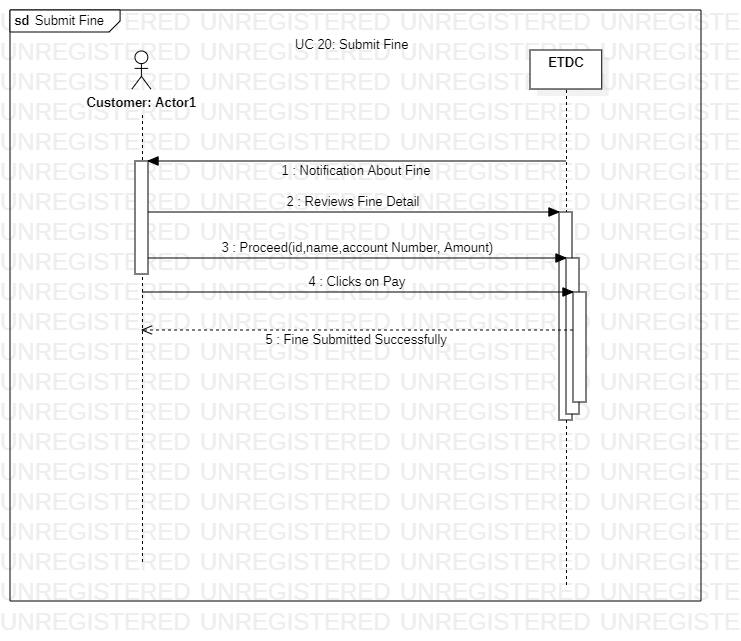 sd Submit Fine
UC 20: Submit Fine
ETDC
Customer: Actor1
1 : Notification About Fine
2 : Reviews Fine Detail
3 : Proceed(id,name,account Number, Amount)
4 : Clicks on Pay
5 : Fine Submitted Successfully
UNREGISTERED UNREGISTERED UNREGISTERED UNREGISTE